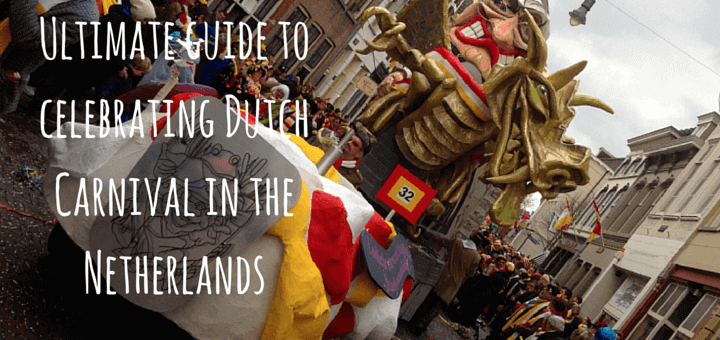 Ultimate guide to
celebrating Dutch
Carnival in the
Netherlands
32